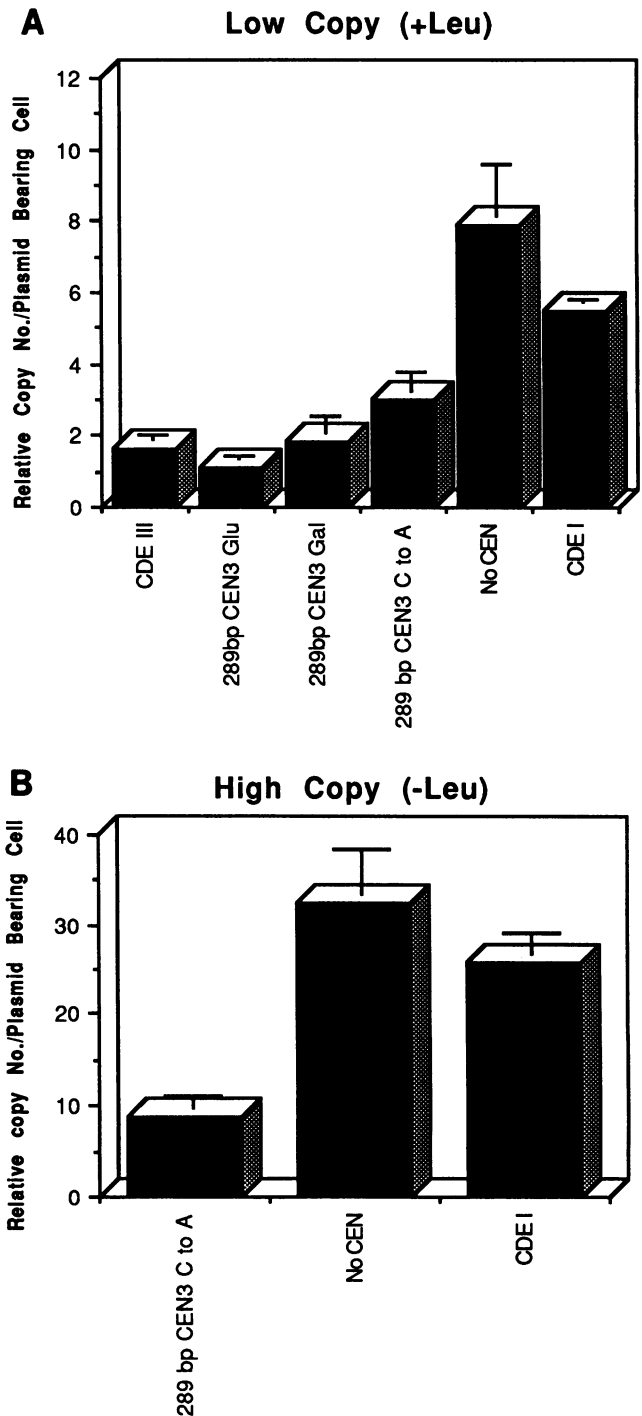 A
Low Copy (+Leu)
Relative Copy No./Plasmid Bearing Cell
12
10
8
6
4
2
0
CDE III
289bp CEN3 Glu
289bp CEN3 Gal
289 bp CEN3 C to A
No CEN
CDE I
B
High Copy (-Leu)
Relative copy No./Plasmid Bearing Cell
40
30
20
10
0
289 bp CEN3 C to A
No CEN
CDE I